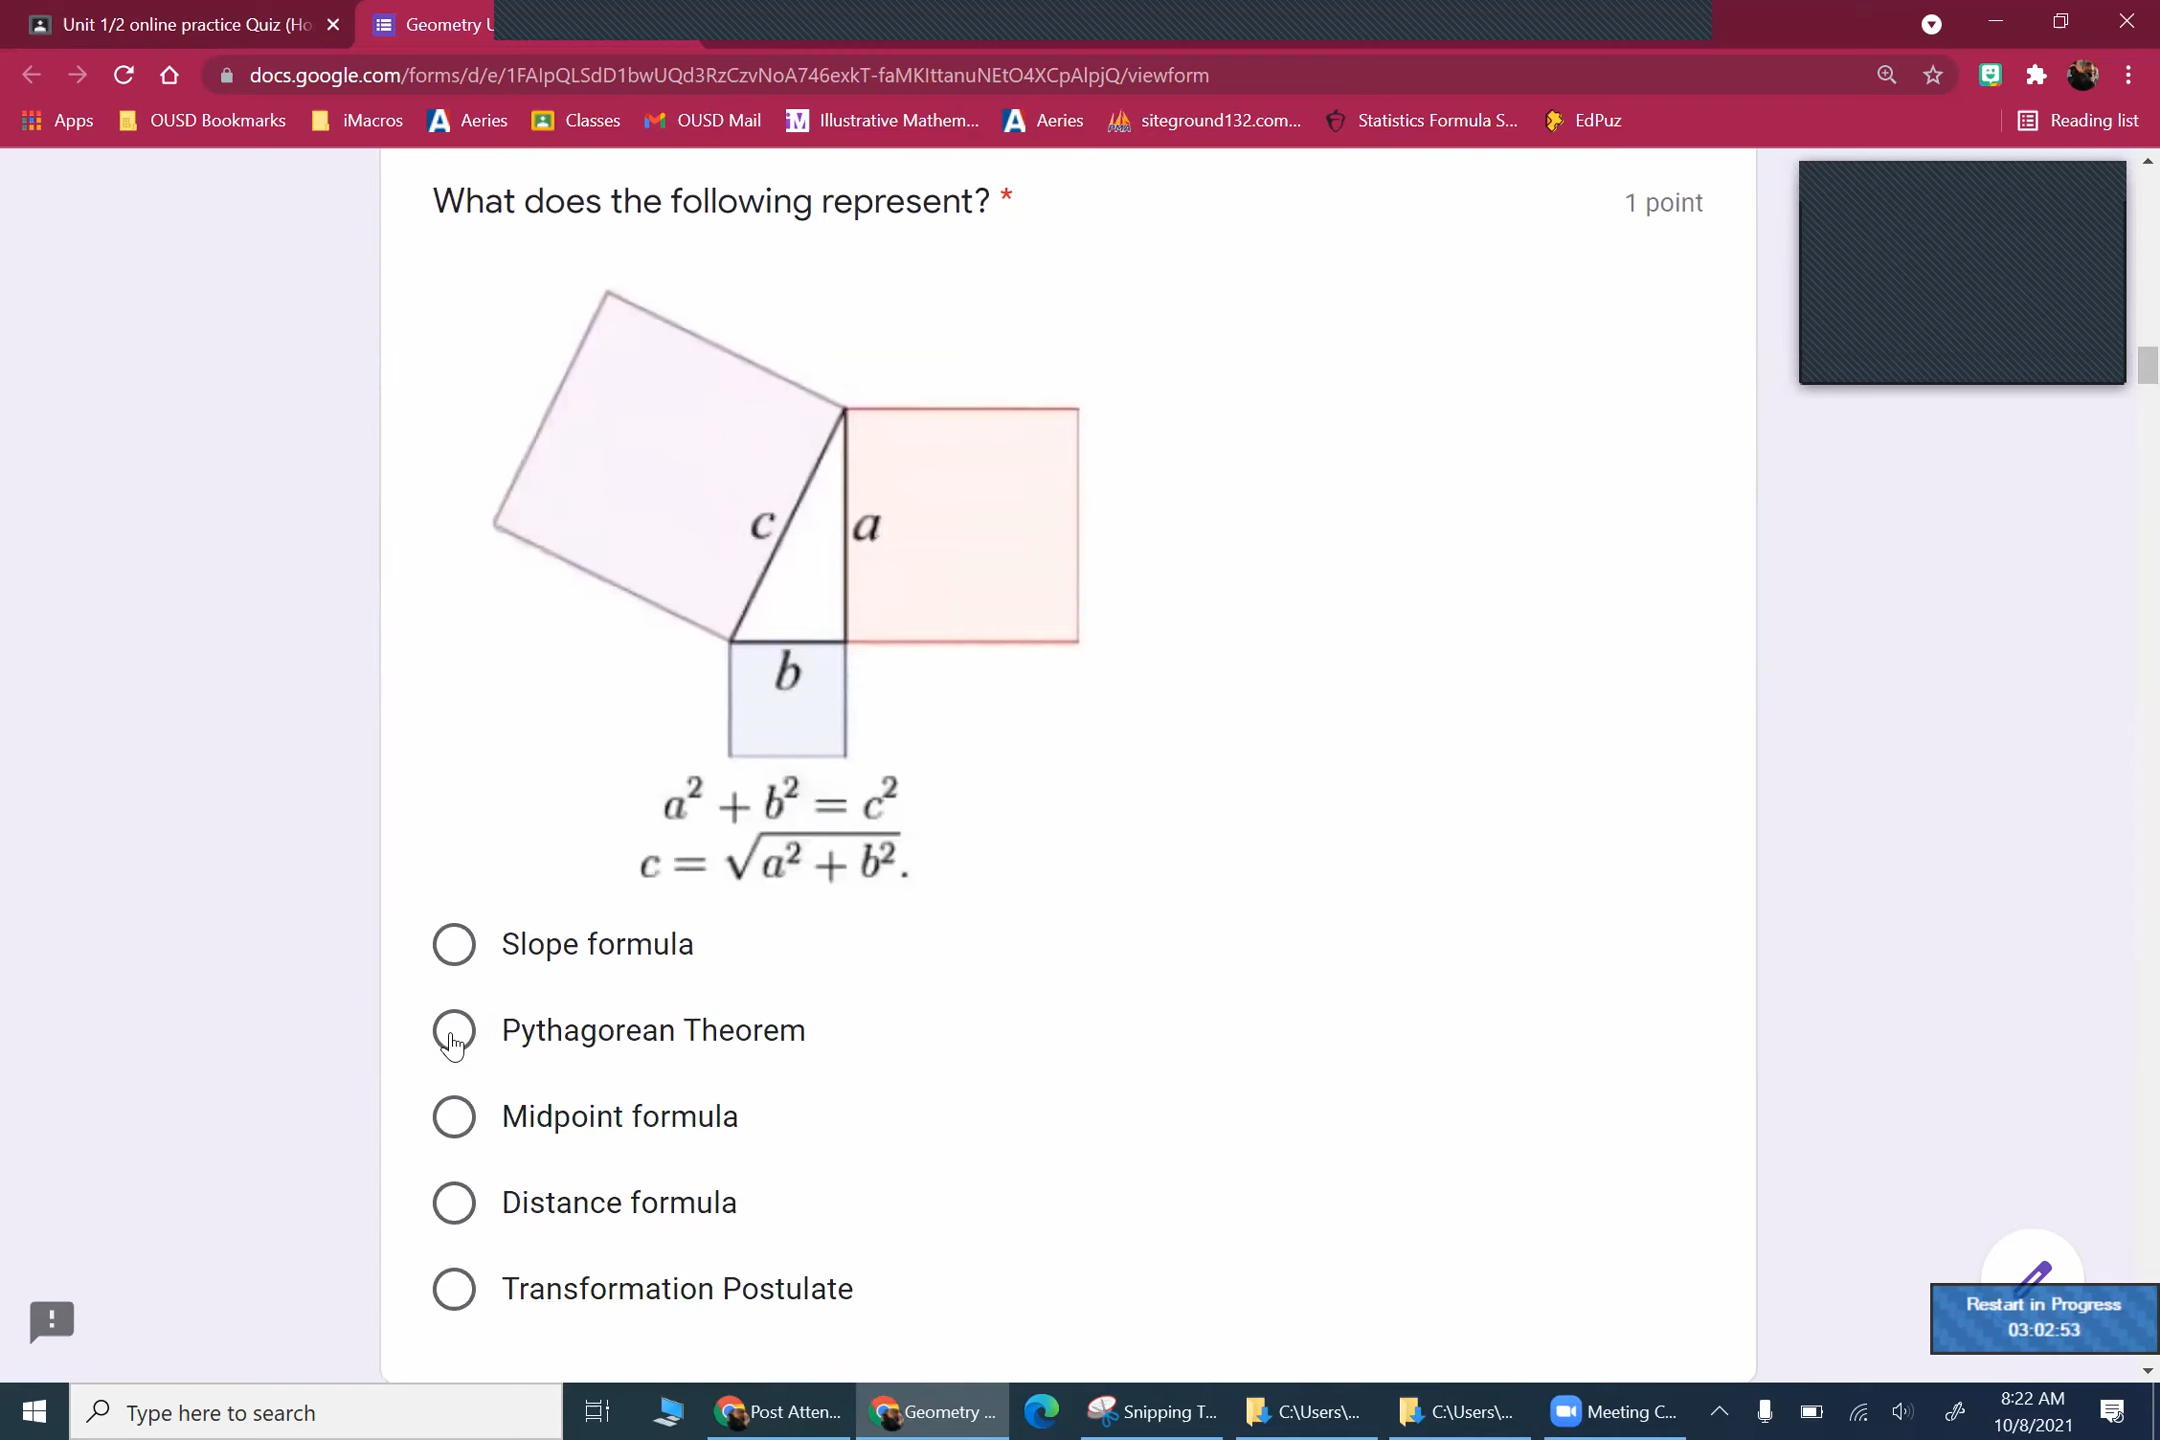 Unit 1/2 online practice Quiz (Ho
Geometry U
docs.google.com/forms/d/e/1FAIpQLSdD1bwUQd3RzCzvNoA746exkT-faMKIttanuNEtO4XCpAlpjQ/viewform
Apps OUSD Bookmarks iMacros Aeries Classes OUSD Mail Illustrative Mathem... Aeries siteground132.com... Statistics Formula S... EdPuz Reading list
What does the following represent? * 1 point
c a
b
a² + b² = c²
c = √a² + b².
Slope formula
Pythagorean Theorem
Midpoint formula
Distance formula
Transformation Postulate
Restart in Progress
03:02:53
Type here to search
Post Atten... Geometry ... Snipping T... C:\Users\... C:\Users\... Meeting C...
8:22 AM
10/8/2021